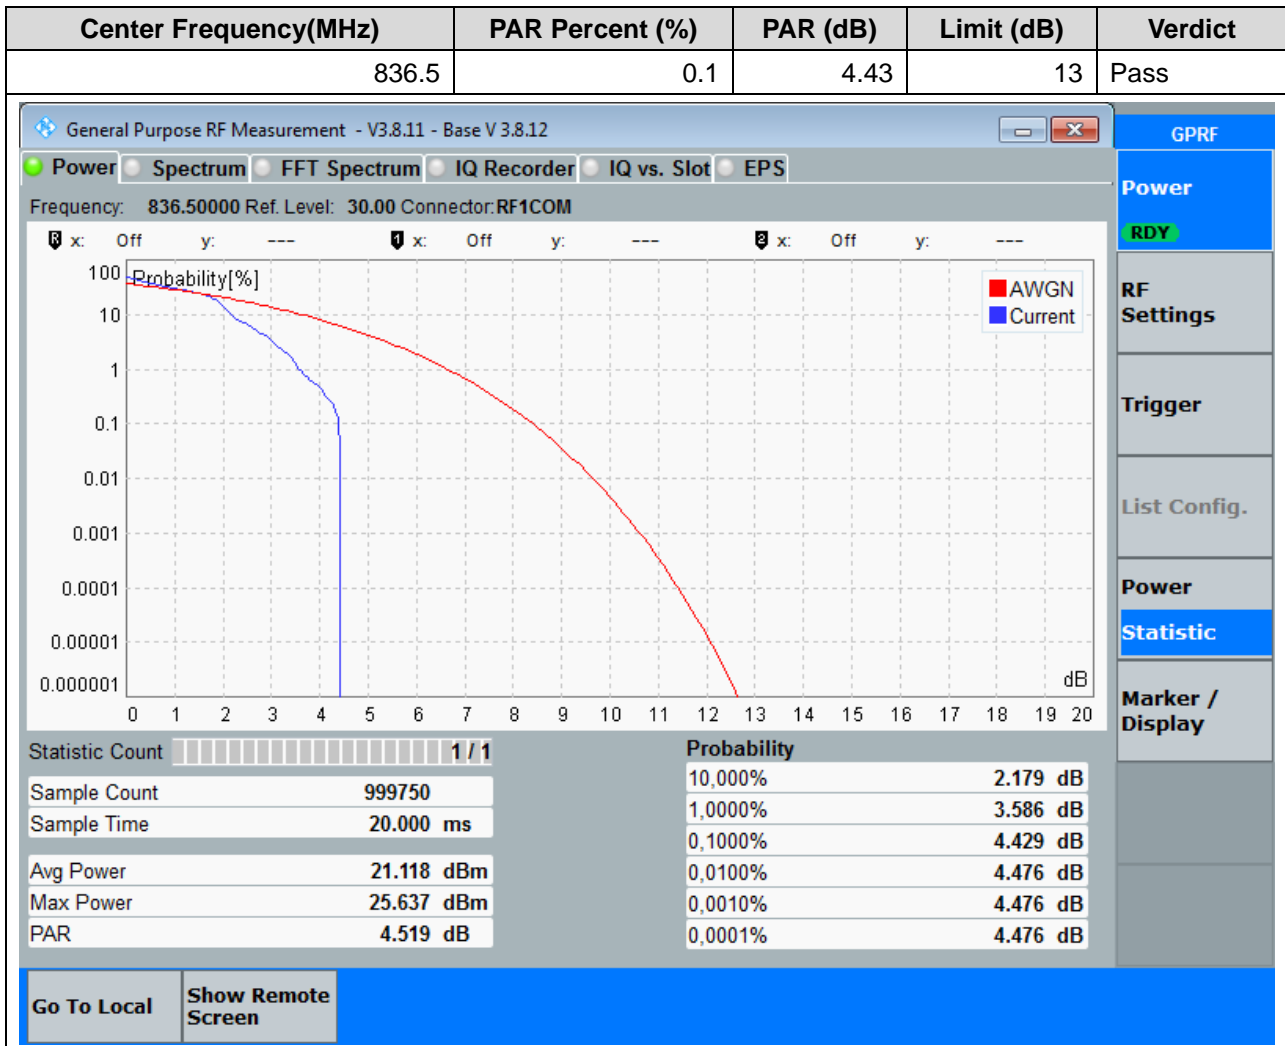 Center Frequency(MHz) PAR Percent (%) PAR (dB) Limit (dB) Verdict
836.5 0.1 4.43 13 Pass
General Purpose RF Measurement - V3.8.11 - Base V 3.8.12
GPRF
Power Spectrum FFT Spectrum IQ Recorder IQ vs. Slot EPS
Power
RDY
Frequency: 836.50000 Ref. Level: 30.00 Connector:RF1COM
R x: Off y: --- 1 x: Off y: --- 2 x: Off y: ---
Probability[%]
AWGN
Current
100
10
1
0.1
0.01
0.001
0.0001
0.00001
0.000001
dB
0 1 2 3 4 5 6 7 8 9 10 11 12 13 14 15 16 17 18 19 20
RF
Settings
Trigger
List Config.
Power
Statistic
Marker /
Display
Statistic Count 1 / 1
Sample Count 999750
Sample Time 20.000 ms
Avg Power 21.118 dBm
Max Power 25.637 dBm
PAR 4.519 dB
Probability
10,000% 2.179 dB
1,0000% 3.586 dB
0,1000% 4.429 dB
0,0100% 4.476 dB
0,0010% 4.476 dB
0,0001% 4.476 dB
Go To Local
Show Remote
Screen